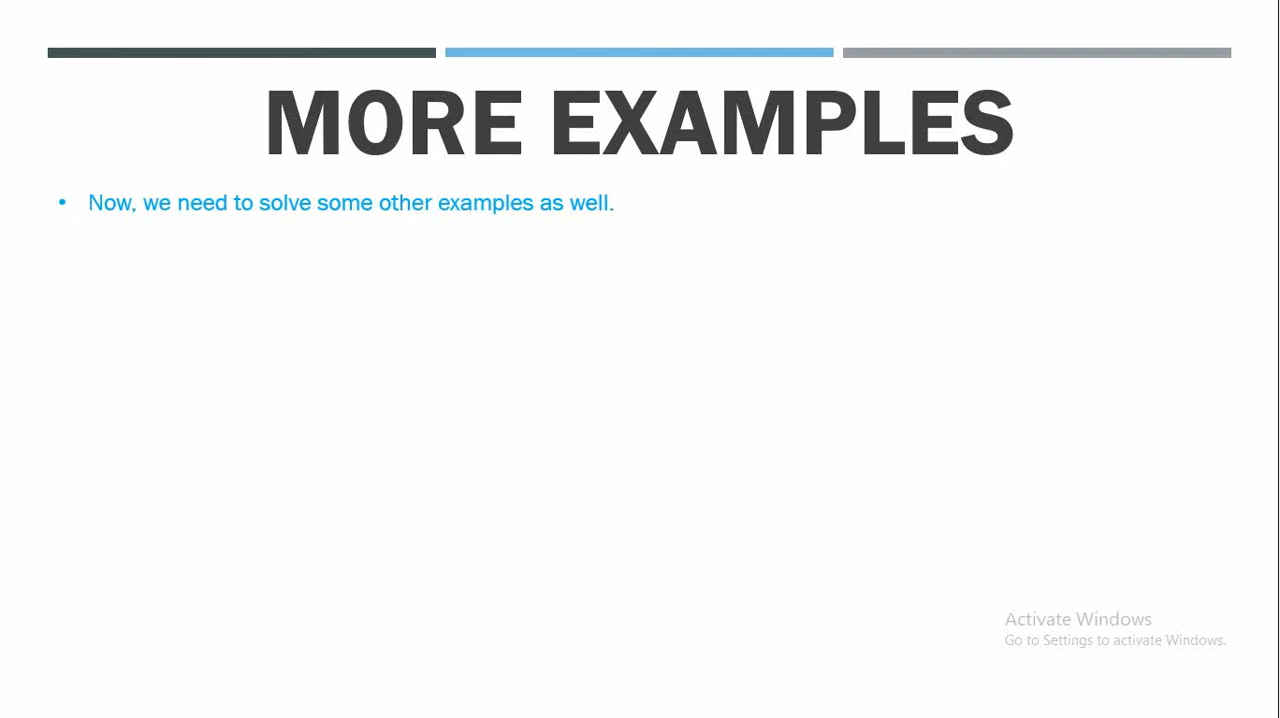 MORE EXAMPLES
• Now, we need to solve some other examples as well.
Activate Windows
Go to Settings to activate Windows.